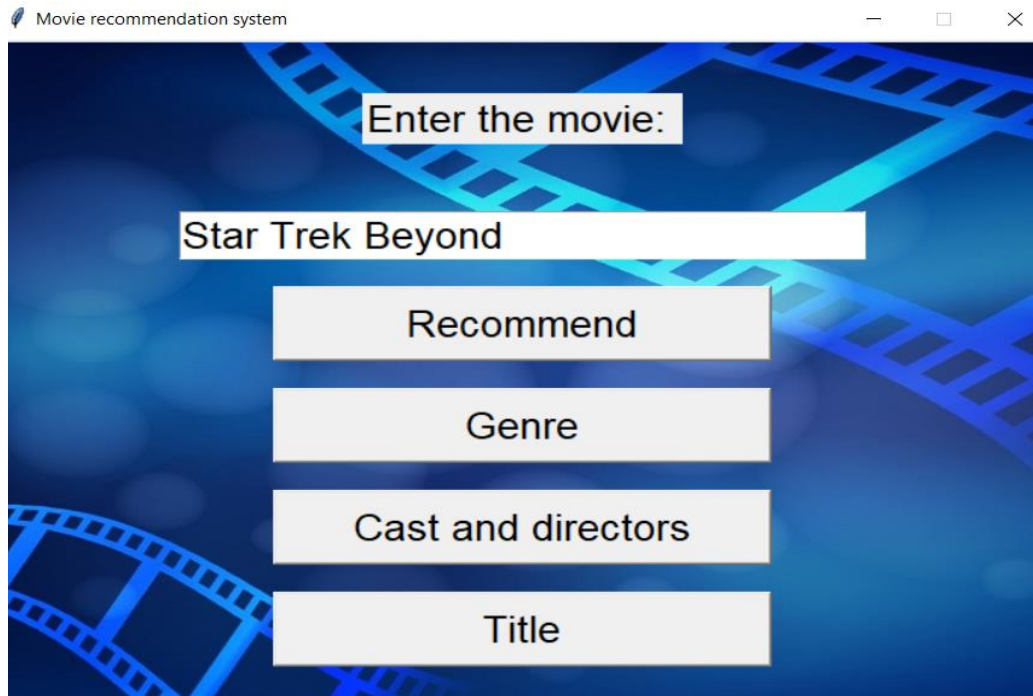 Movie recommendation system
Enter the movie:
Star Trek Beyond
Recommend
Genre
Cast and directors
Title